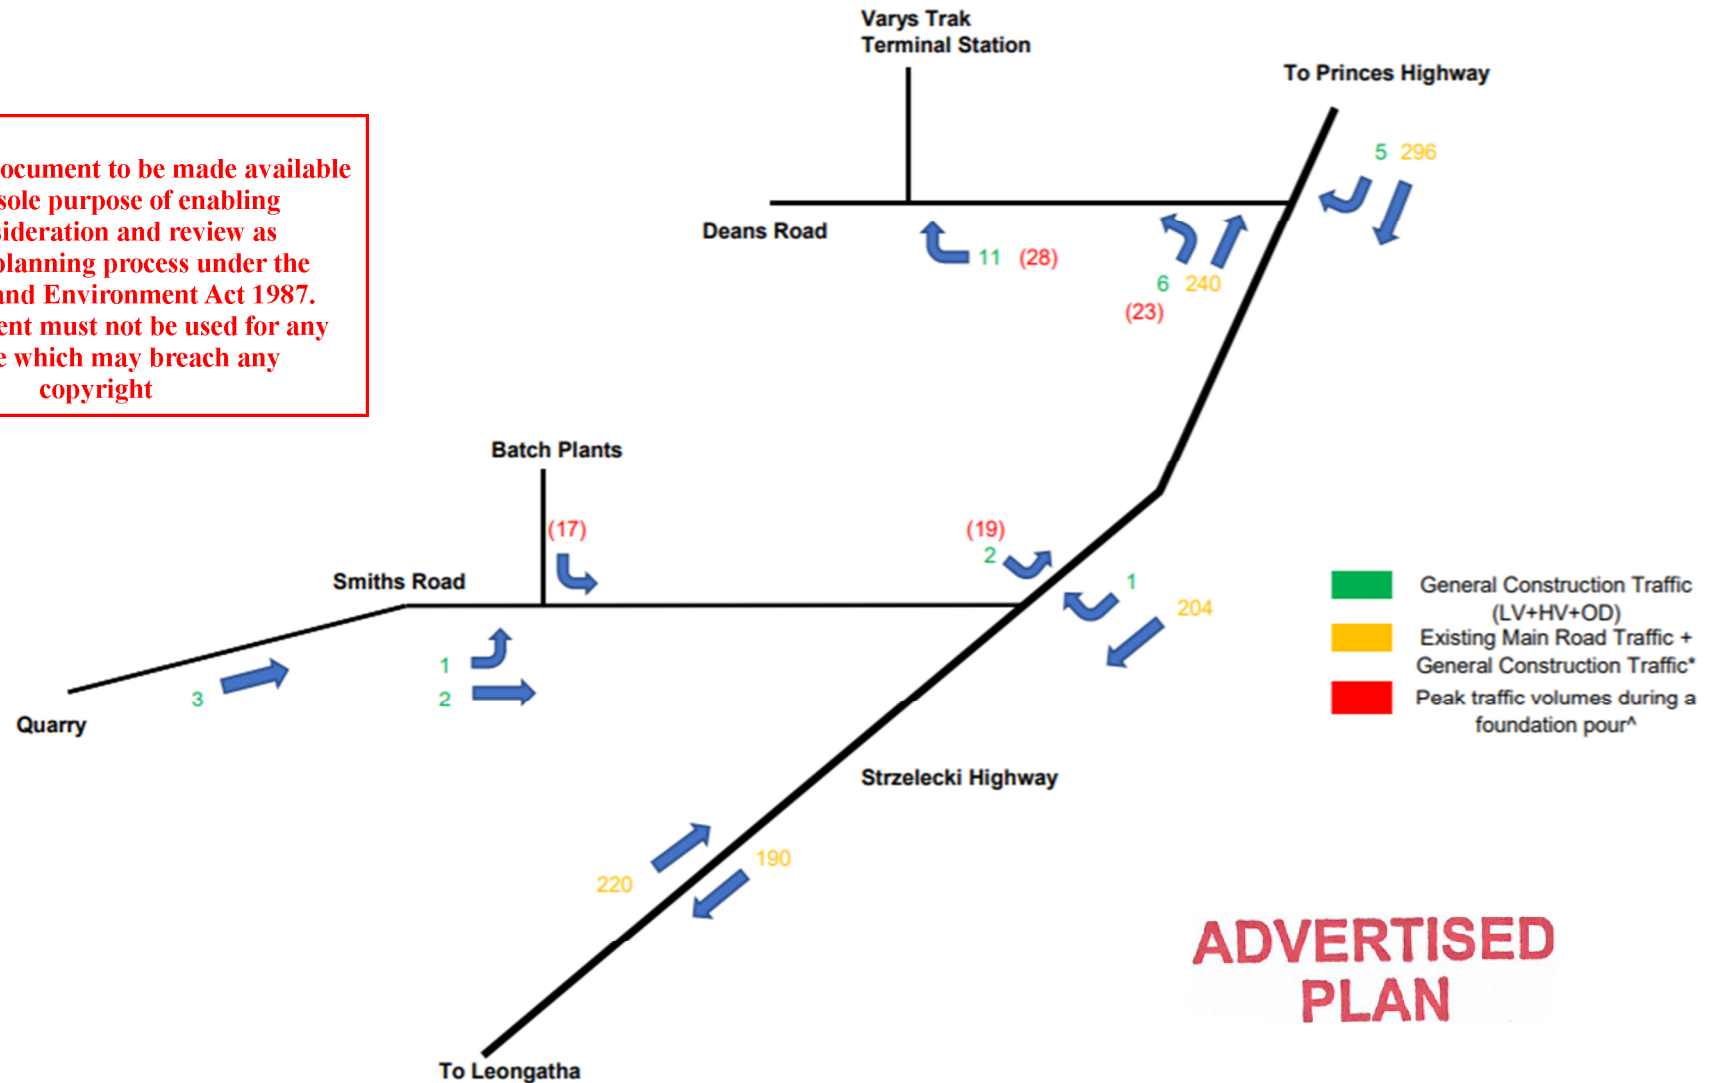 Varys Trak
Terminal Station
To Princes Highway
5 296
ocument to be made available
sole purpose of enabling
sideration and review as
planning process under the
and Environment Act 1987.
ent must not be used for any
e which may breach any
copyright
Deans Road
11 (28)
6 240
(23)
Batch Plants
(17)
(19)
2
Smiths Road
1
204
1
3
2
Quarry
General Construction Traffic
(LV+HV+OD)
Existing Main Road Traffic +
General Construction Traffic*
Peak traffic volumes during a
foundation pour^
Strzelecki Highway
190
220
ADVERTISED
PLAN
To Leongatha